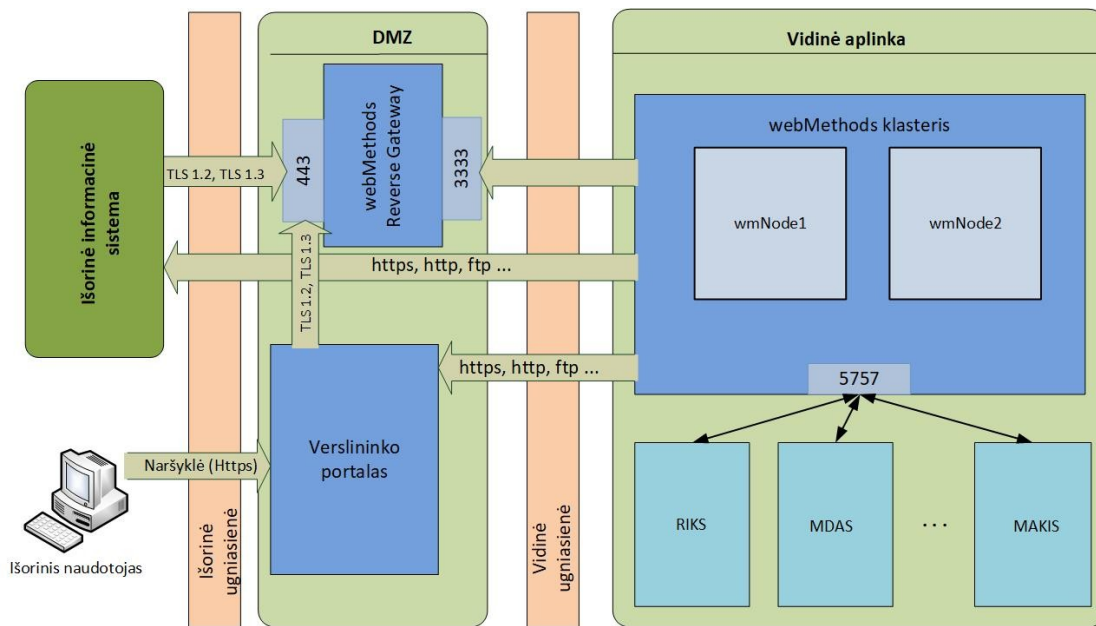 DMZ
Vidinė aplinka
webMethods
Reverse Gateway
443
3333
webMethods klasteris
wmNode1
wmNode2
TLS 1.2, TLS 1.3
Išorinė informacinė
sistema
https, http, ftp ...
TLS 1.2, TLS 1.3
https, http, ftp ...
5757
Verslininko
portalas
Naršyklė (Https)
Išorinis naudotojas
Išorinė
ugniasienė
Vidinė
ugniasienė
RIKS
MDAS
...
MAKIS